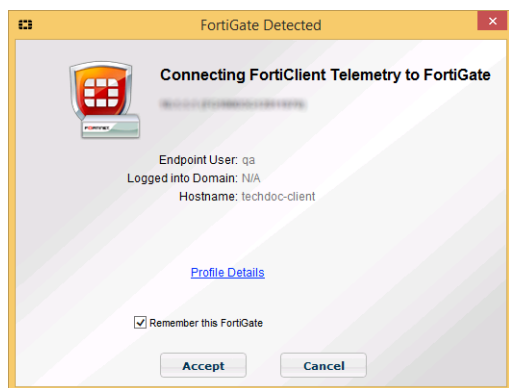 FortiGate Detected
Connecting FortiClient Telemetry to FortiGate
Endpoint User: qa
Logged into Domain: N/A
Hostname: techdoc-client
Profile Details
Remember this FortiGate
Accept Cancel